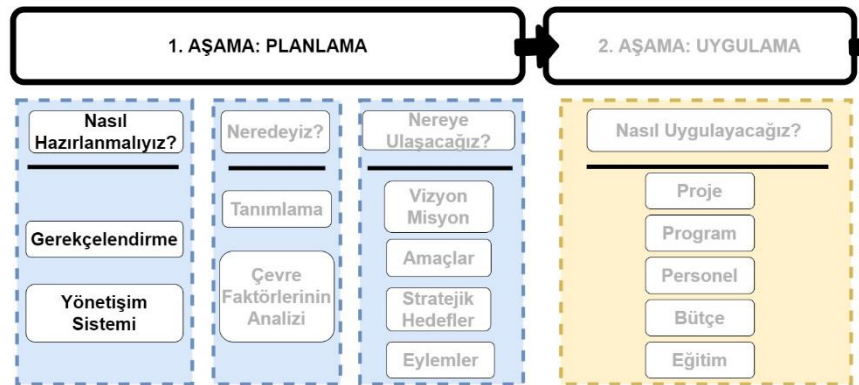 1. AŞAMA: PLANLAMA
2. AŞAMA: UYGULAMA
Nasıl
Hazırlanmalıyız?
Gerekçelendirme
Yönetişim
Sistemi
Neredeyiz?
Tanımlama
Çevre
Faktörlerinin
Analizi
Nereye
Ulaşacağız?
Vizyon
Misyon
Amaçlar
Stratejik
Hedefler
Eylemler
Nasıl Uygulayacağız?
Proje
Program
Personel
Bütçe
Eğitim